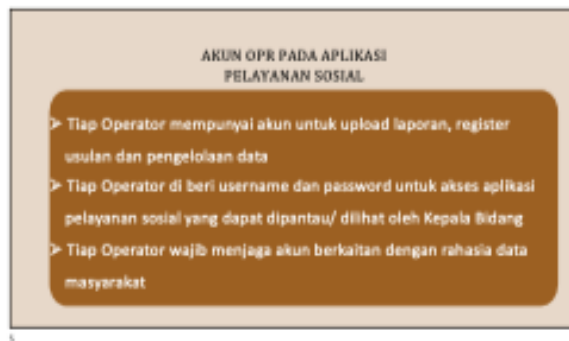 AKUN OPR PADA APLIKASI
PELAYANAN SOSIAL
➤ Tiap Operator mempunyai akun untuk upload laporan, register
usulan dan pengelolaan data
➤ Tiap Operator di beri username dan password untuk akses aplikasi
pelayanan sosial yang dapat dipantau/ dilihat oleh Kepala Bidang
➤ Tiap Operator wajib menjaga akun berkaitan dengan rahasia data
masyarakat